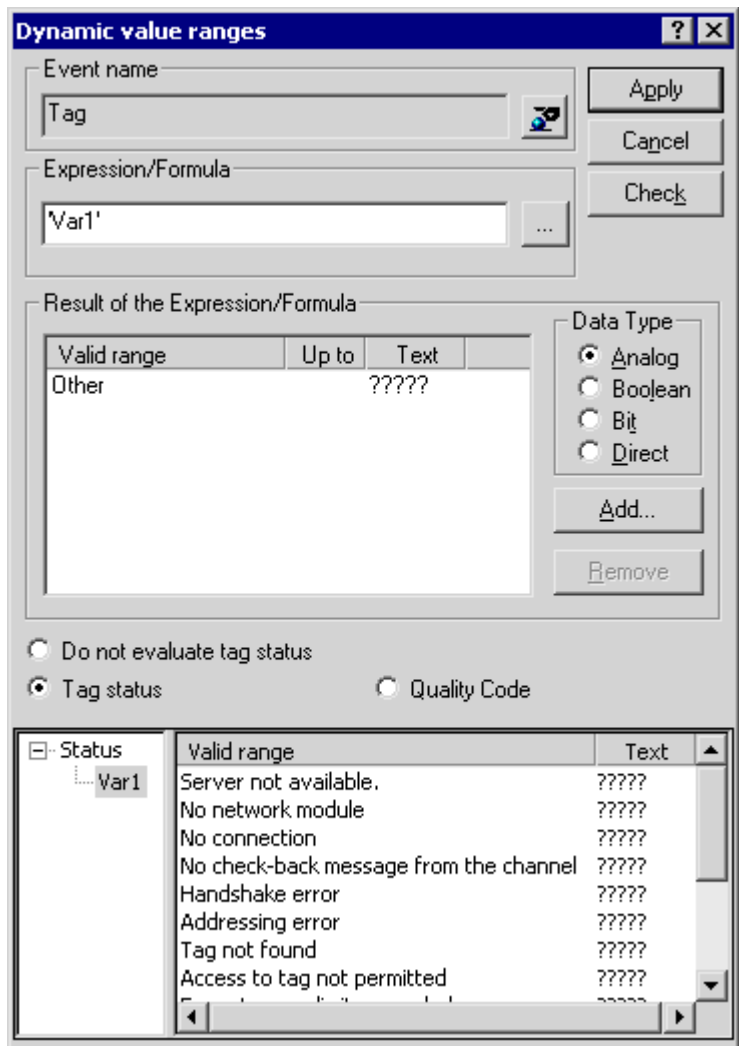 Dynamic value ranges
Event name
Tag
Apply
Cancel
Check
Expression/Formula
'Var1'
...
Result of the Expression/Formula
Valid range Up to Text
Other ?????
Data Type
Analog
Boolean
Bit
Direct
Add...
Remove
Do not evaluate tag status
Tag status Quality Code
Status
Var1
Valid range Text
Server not available. ?????
No network module ?????
No connection ?????
No check-back message from the channel ?????
Handshake error ?????
Addressing error ?????
Tag not found ?????
Access to tag not permitted ?????